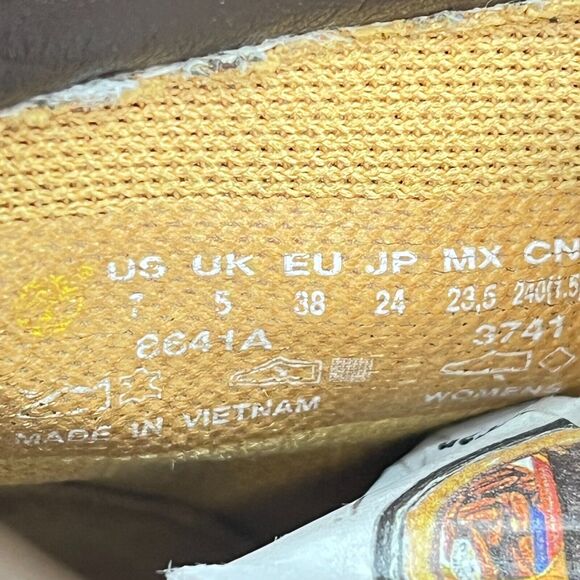 US UK EU JP MX CN
7 5 38 24 23,5 240(1.5)
8641A 3741
MADE IN VIETNAM WOMENS